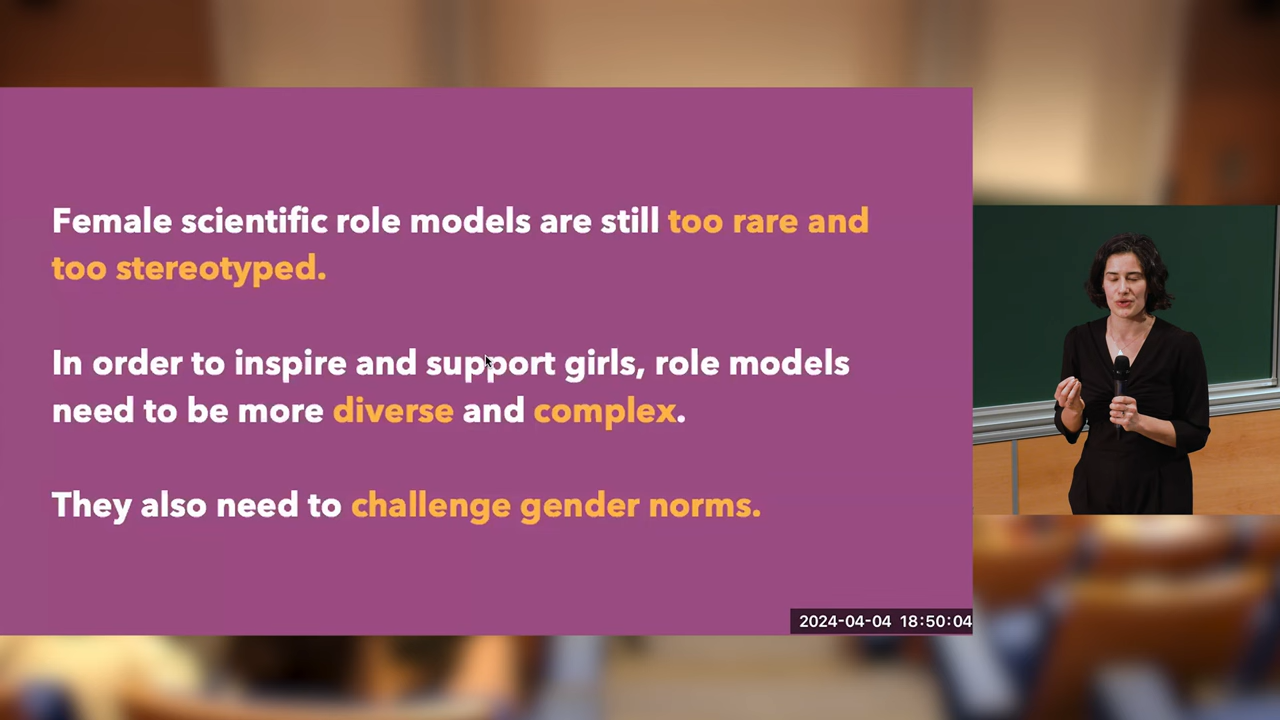 Female scientific role models are still too rare and
too stereotyped.
In order to inspire and support girls, role models
need to be more diverse and complex.
They also need to challenge gender norms.
2024-04-04 18:50:04